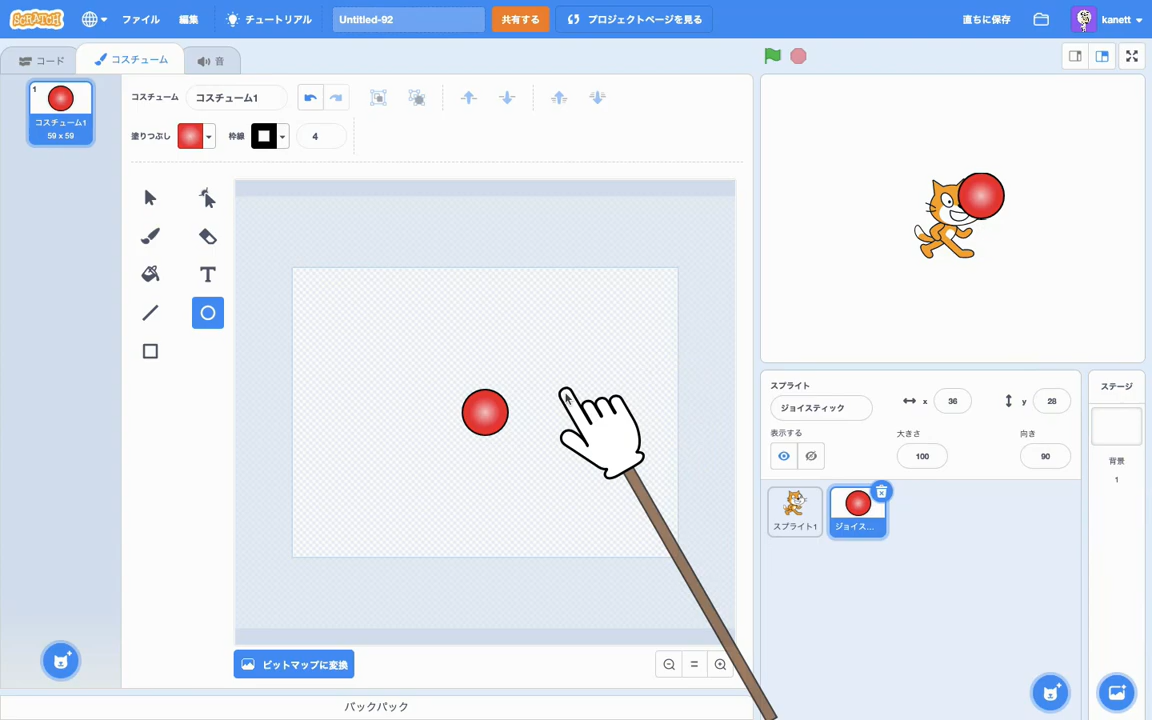 SCRATCH
ファイル
編集
チュートリアル
Untitled-92
共有する
プロジェクトページを見る
直ちに保存
kanett
コード
コスチューム
音
1
コスチューム1
59 x 59
コスチューム
コスチューム1
塗りつぶし
枠線
4
T
ビットマップに変換
バックパック
スプライト
ジョイスティック
x
36
y
28
表示する
大きさ
100
向き
90
スプライト1
ジョイス...
ステージ
背景
1